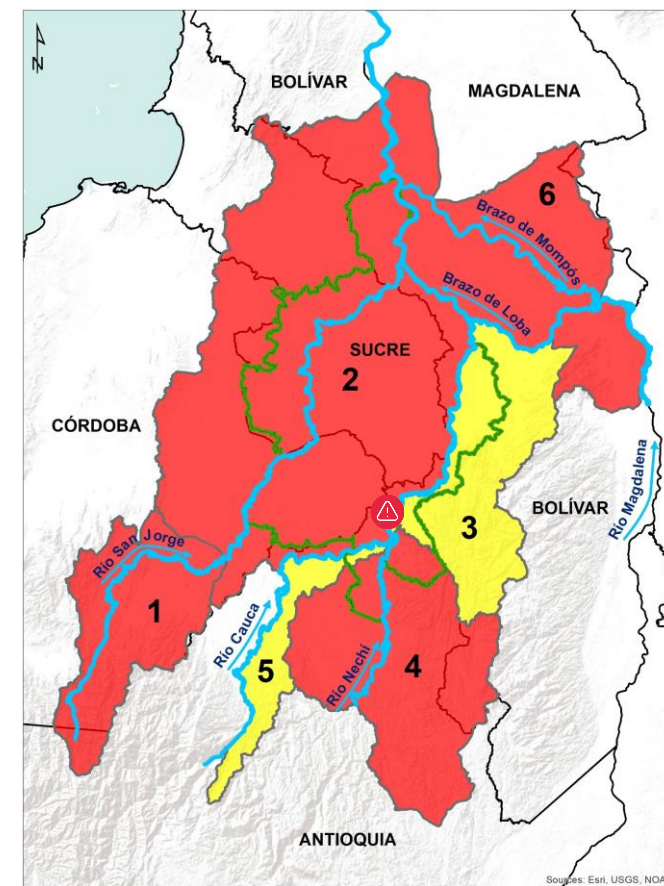 N
BOLÍVAR
MAGDALENA
6
Brazo de Mompós
Brazo de Loba
SUCRE
2
CÓRDOBA
Río Magdalena
BOLÍVAR
3
Río San Jorge
1
Río Cauca
5
Río Nechí
4
ANTIOQUIA
Sources: Esri, USGS, NOA